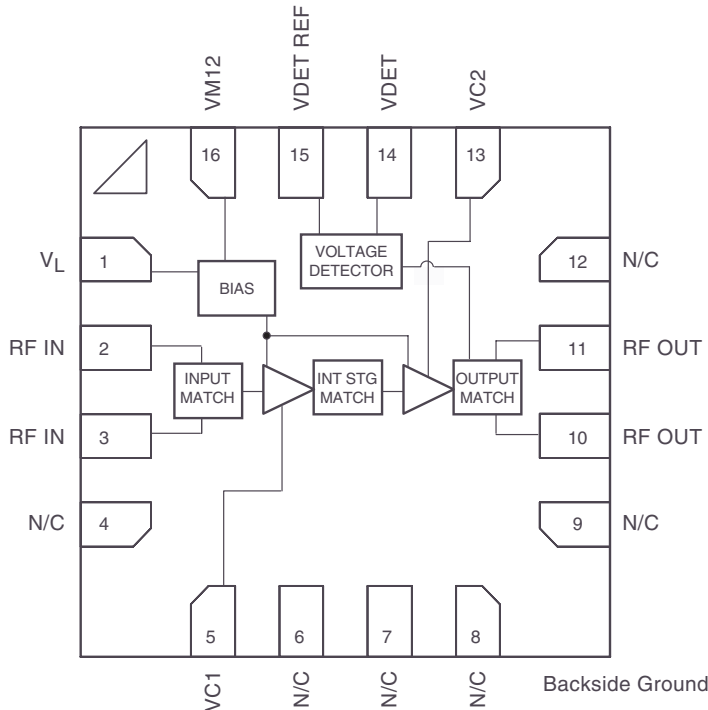 VM12
VDET REF
VDET
VC2
16
15
14
13
V_L
1
VOLTAGE
DETECTOR
12
N/C
BIAS
RF IN
2
11
RF OUT
INPUT
MATCH
INT STG
MATCH
OUTPUT
MATCH
RF IN
3
10
RF OUT
N/C
4
9
N/C
5
6
7
8
VC1
N/C
N/C
N/C
Backside Ground